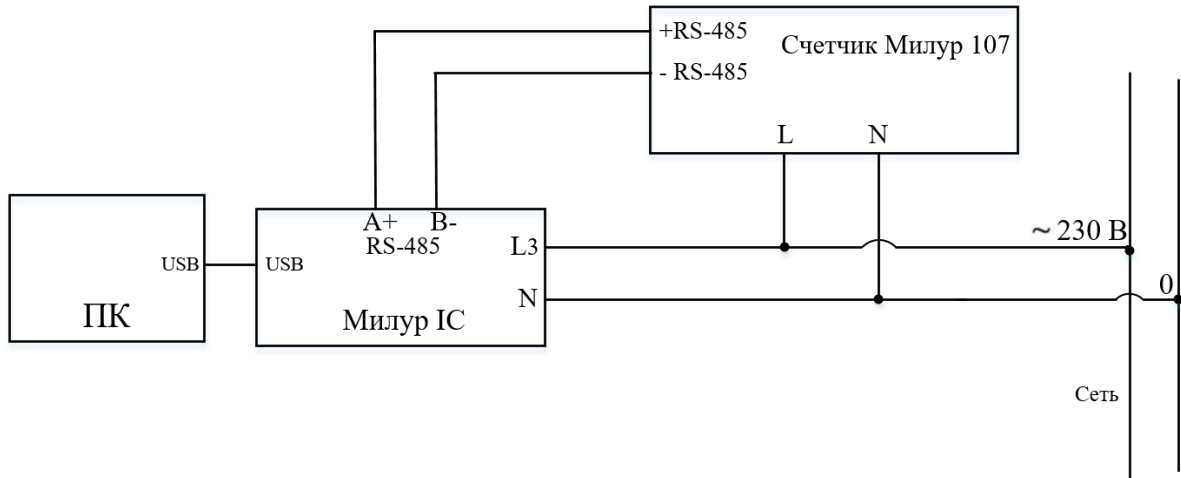 +RS-485
Счетчик Милур 107
- RS-485
L N
A+ B-
RS-485
L3
~ 230 В
USB
USB
N
0
ПК
Милур IC
Сеть